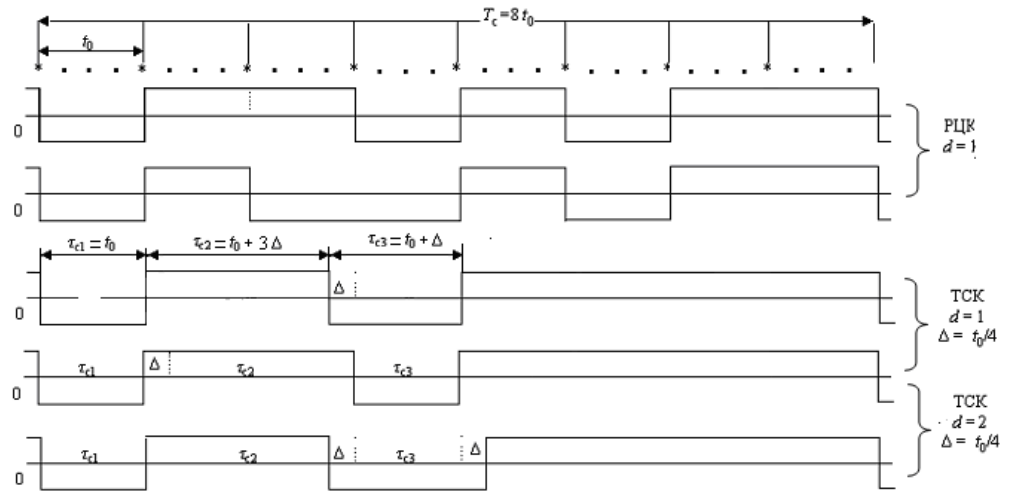 T_c = 8 t_0
t_0
* . . . * . . . * . . . * . . . * . . . * . . . * . . . * . . .
0
РЦК
d = 1
0
τ_c1 = t_0
τ_c2 = t_0 + 3 Δ
τ_c3 = t_0 + Δ
Δ
0
ТСК
d = 1
Δ = t_0/4
τ_c1
Δ
τ_c2
τ_c3
0
ТСК
d = 2
Δ = t_0/4
τ_c1
τ_c2
Δ
τ_c3
Δ
0